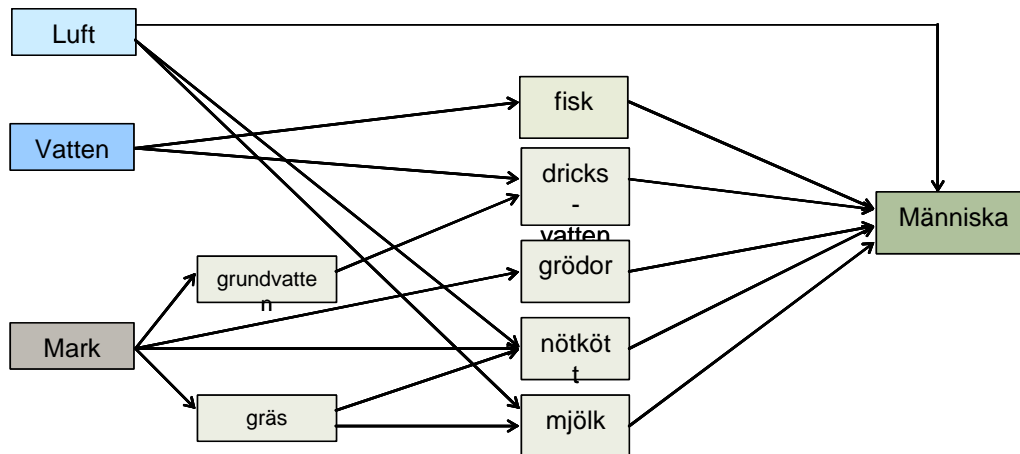 Luft
fisk
Vatten
dricks
-
vatten
Människa
grundvatte
n
grödor
Mark
nötköt
t
gräs
mjölk